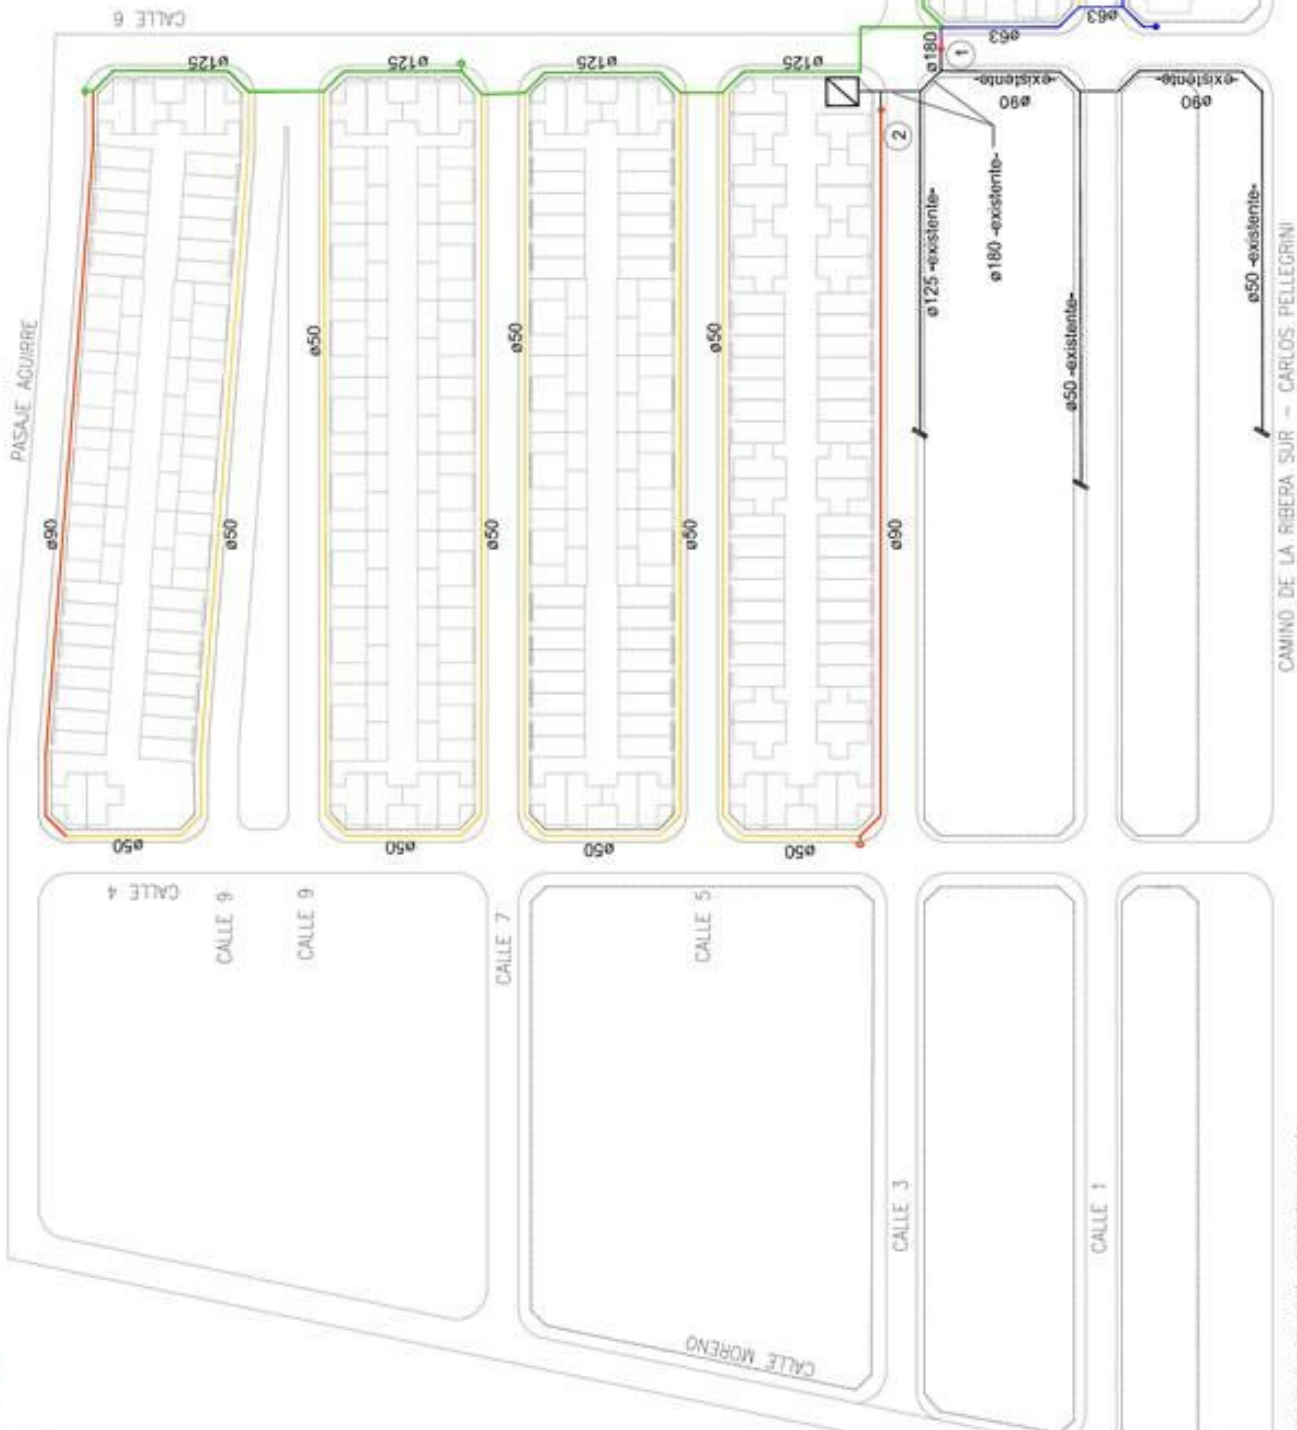 CALLE 6
ø63
ø63
ø180
1
ø125
ø125
ø125
ø125
-existente-
ø90
-existente-
ø90
2
ø180 -existente-
ø125 -existente-
ø50 -existente-
ø50 -existente-
PASAJE AGUIRRE
ø50
ø50
ø50
CAMINO DE LA RIBERA SUR - CARLOS PELLEGRINI
ø90
ø50
ø50
ø50
ø90
ø50
ø50
ø50
ø50
CALLE 4
CALLE 9
CALLE 9
CALLE 7
CALLE 5
CALLE 3
CALLE 1
CALLE MORENO